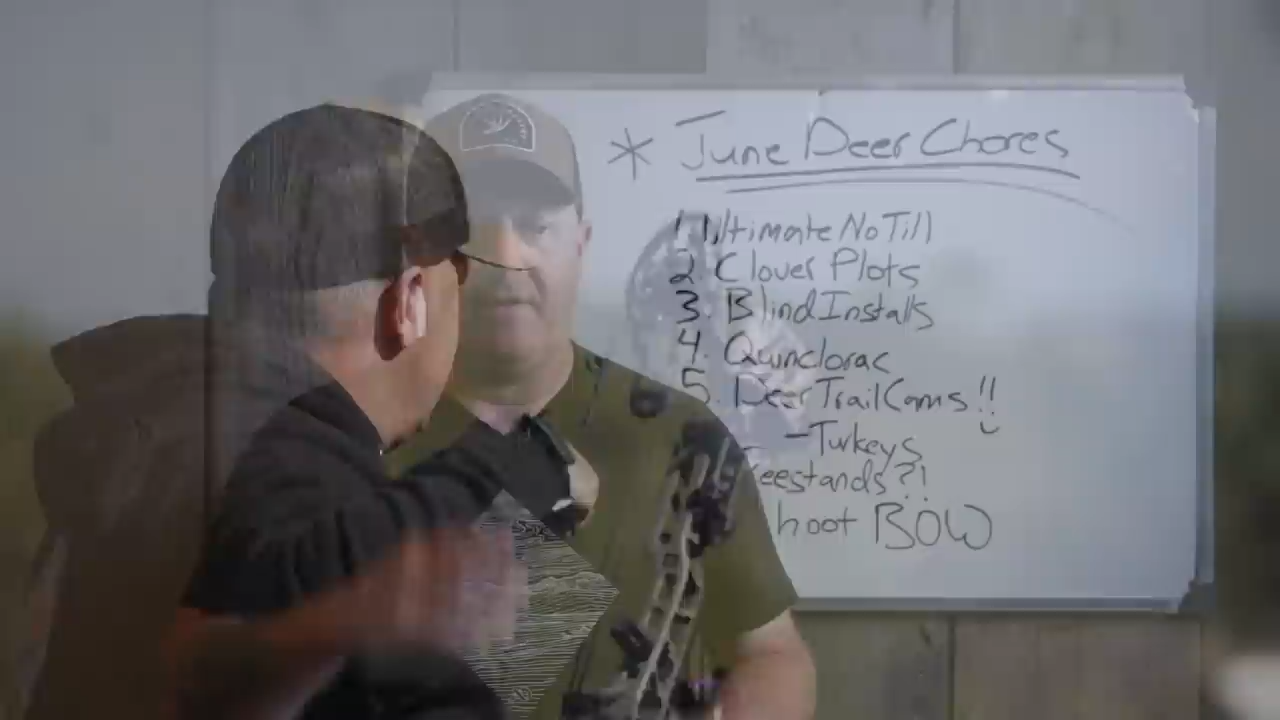 * June Deer Chores
1. Ultimate No Till
2. Clover Plots
3. Blind Installs
4. Quinclorac
5. Deer Trail Cams!!
- Turkeys
eestands?!
hoot BOW